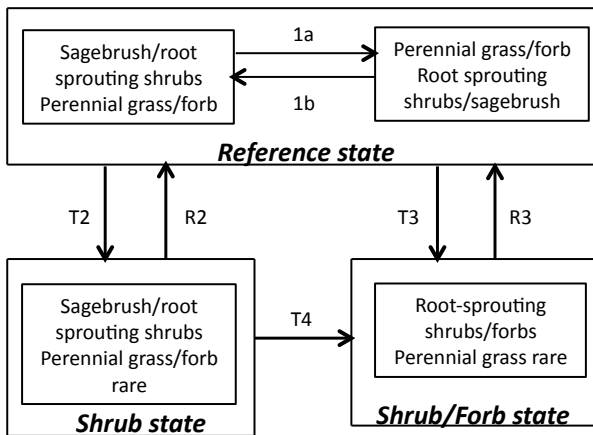 Sagebrush/root
sprouting shrubs
Perennial grass/forb
1a
1b
Perennial grass/forb
Root sprouting
shrubs/sagebrush
Reference state
T2
R2
T3
R3
Sagebrush/root
sprouting shrubs
Perennial grass/forb
rare
Shrub state
T4
Root-sprouting
shrubs/forbs
Perennial grass rare
Shrub/Forb state